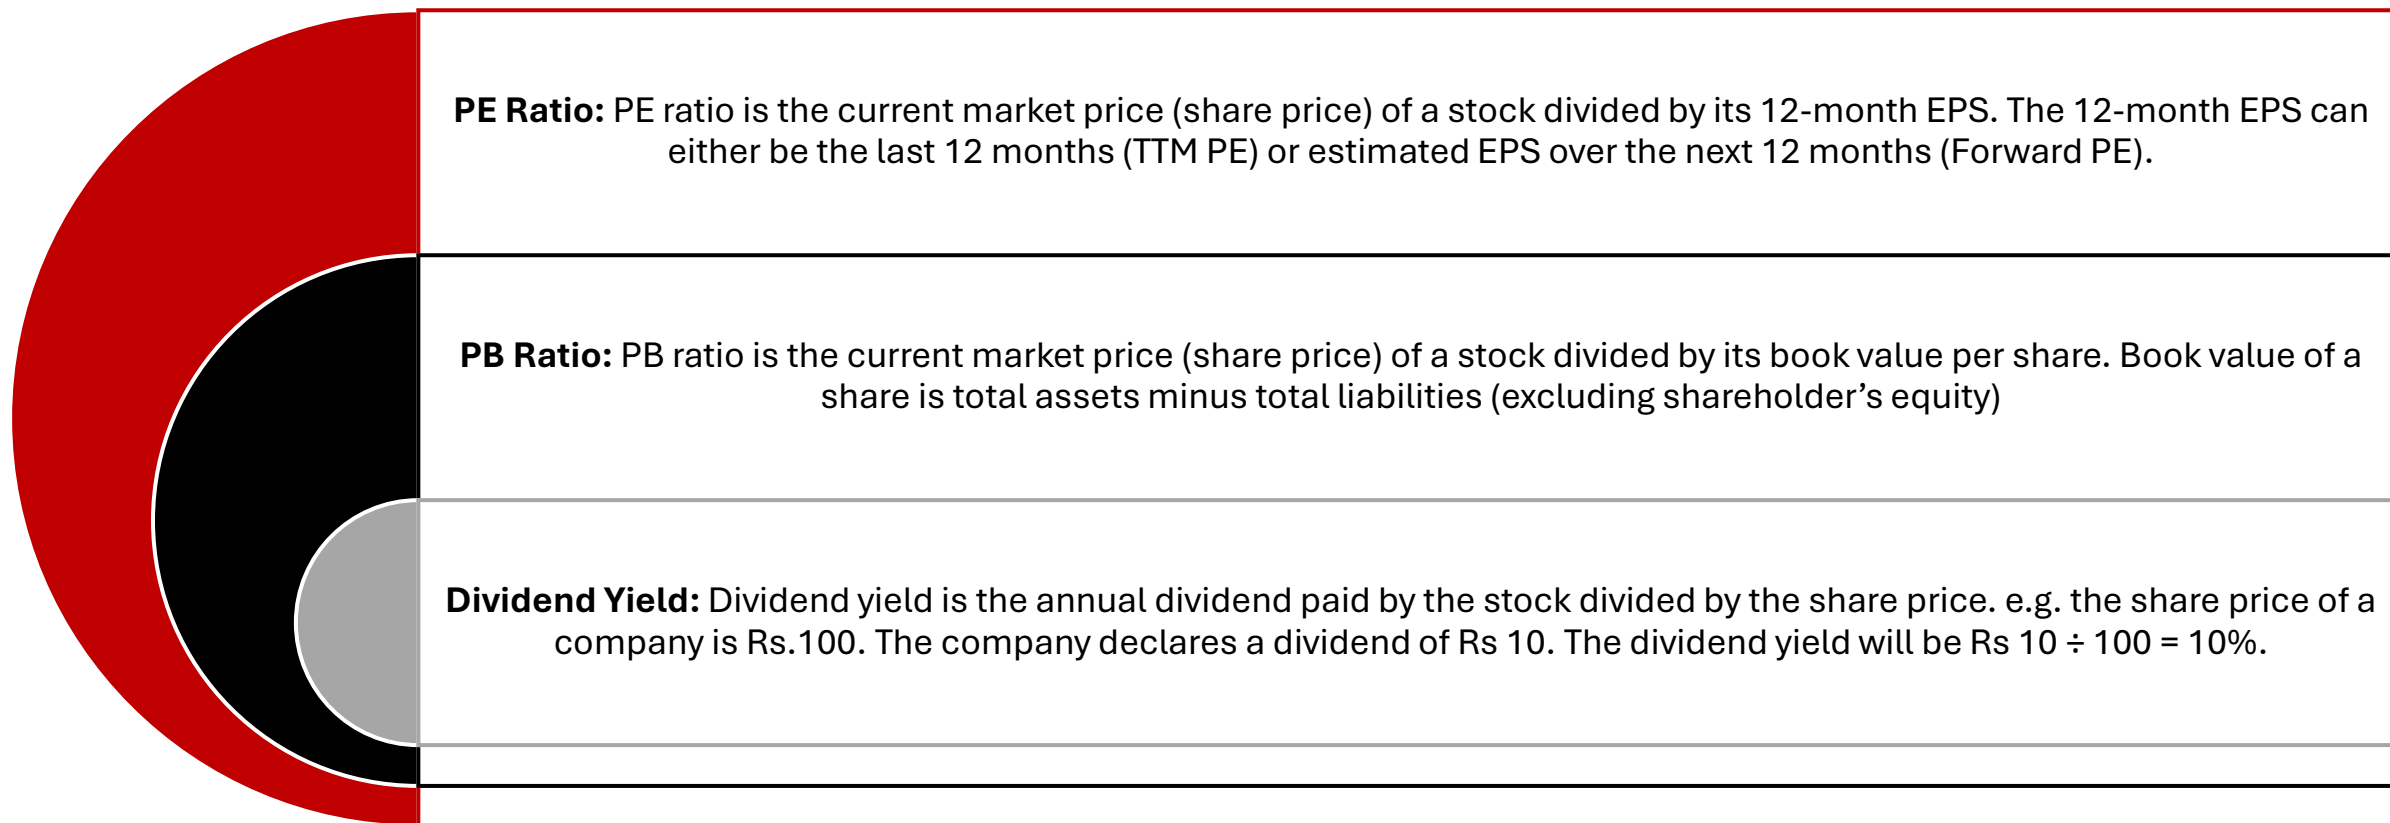 PE Ratio: PE ratio is the current market price (share price) of a stock divided by its 12-month EPS. The 12-month EPS can
either be the last 12 months (TTM PE) or estimated EPS over the next 12 months (Forward PE).
PB Ratio: PB ratio is the current market price (share price) of a stock divided by its book value per share. Book value of a
share is total assets minus total liabilities (excluding shareholder’s equity)
Dividend Yield: Dividend yield is the annual dividend paid by the stock divided by the share price. e.g. the share price of a
company is Rs.100. The company declares a dividend of Rs 10. The dividend yield will be Rs 10 ÷ 100 = 10%.